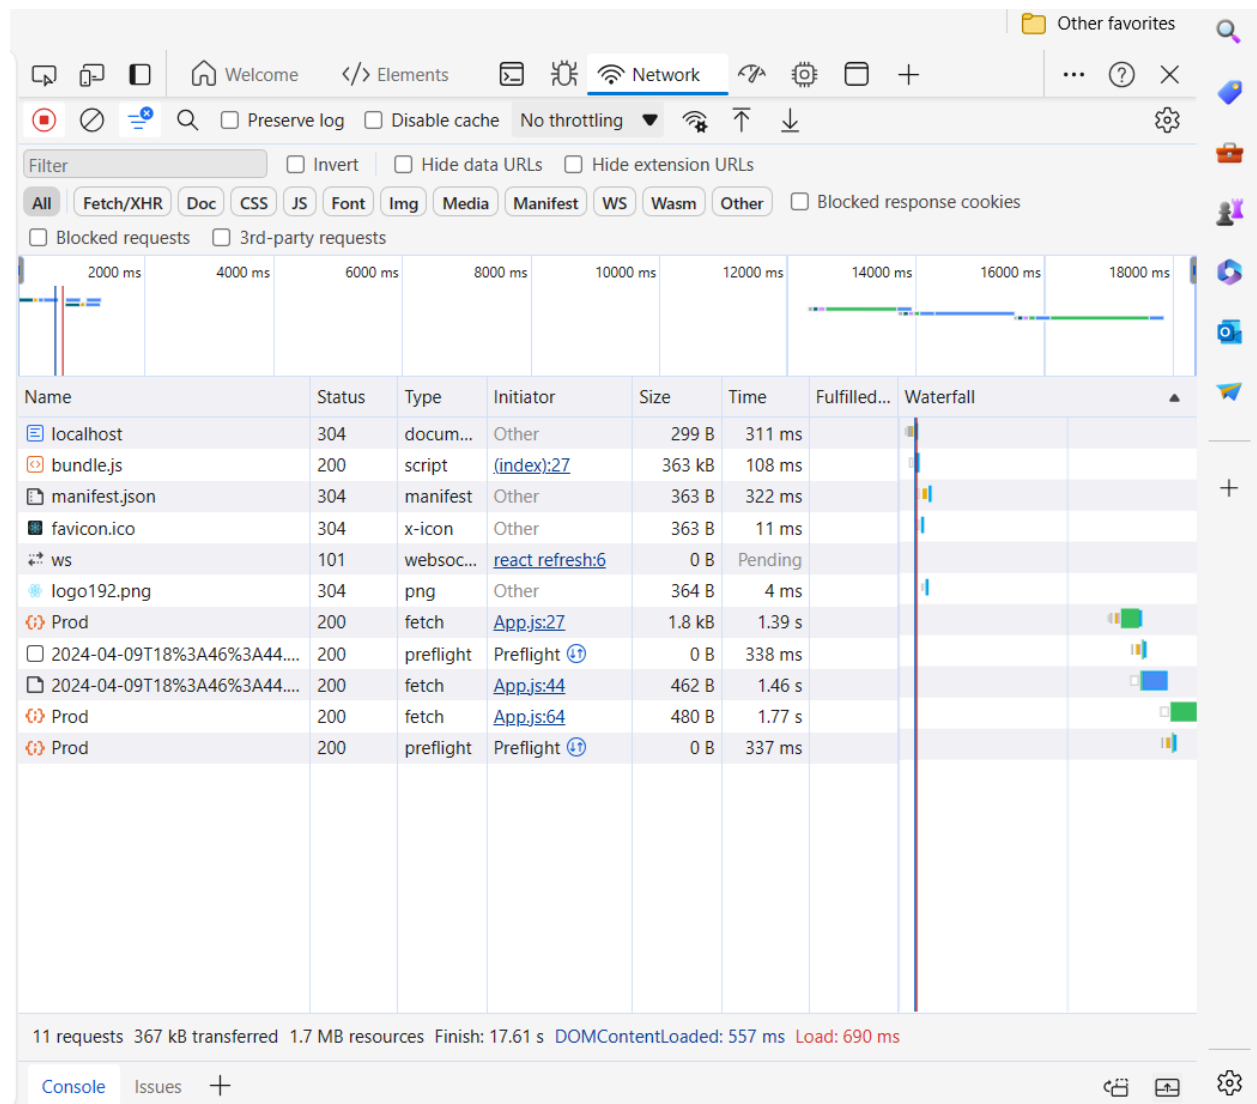 Other favorites
Welcome </> Elements Network
Preserve log Disable cache No throttling
Filter Invert Hide data URLs Hide extension URLs
All Fetch/XHR Doc CSS JS Font Img Media Manifest WS Wasm Other Blocked response cookies
Blocked requests 3rd-party requests
2000 ms 4000 ms 6000 ms 8000 ms 10000 ms 12000 ms 14000 ms 16000 ms 18000 ms
Name Status Type Initiator Size Time Fulfilled... Waterfall
localhost 304 docum... Other 299 B 311 ms
bundle.js 200 script (index):27 363 kB 108 ms
manifest.json 304 manifest Other 363 B 322 ms
favicon.ico 304 x-icon Other 363 B 11 ms
ws 101 websoc... react refresh:6 0 B Pending
logo192.png 304 png Other 364 B 4 ms
Prod 200 fetch App.js:27 1.8 kB 1.39 s
2024-04-09T18%3A46%3A44.... 200 preflight Preflight 0 B 338 ms
2024-04-09T18%3A46%3A44.... 200 fetch App.js:44 462 B 1.46 s
Prod 200 fetch App.js:64 480 B 1.77 s
Prod 200 preflight Preflight 0 B 337 ms
11 requests 367 kB transferred 1.7 MB resources Finish: 17.61 s DOMContentLoaded: 557 ms Load: 690 ms
Console Issues